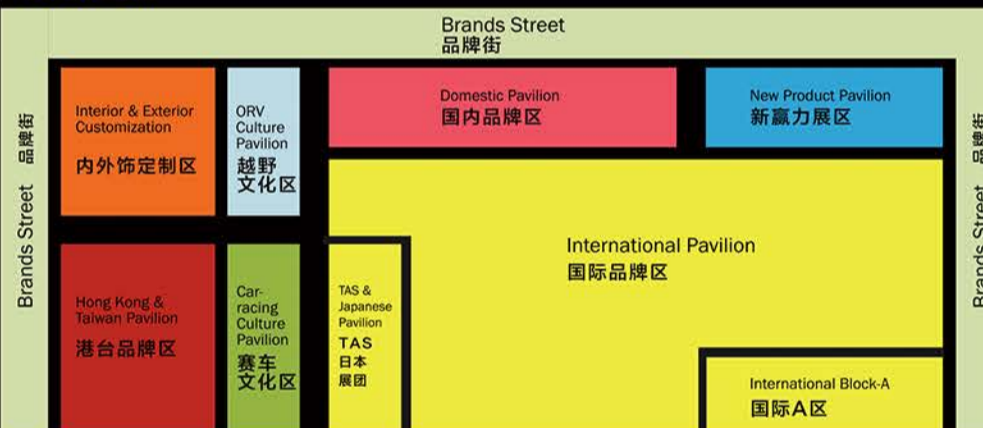 Brands Street
品牌街
Brands Street 品牌街
Interior & Exterior
Customization
内外饰定制区
ORV
Culture
Pavilion
越野
文化区
Domestic Pavilion
国内品牌区
New Product Pavilion
新赢力展区
Brands Street 品牌街
International Pavilion
国际品牌区
Hong Kong &
Taiwan Pavilion
港台品牌区
Car-
racing
Culture
Pavilion
赛车
文化区
TAS &
Japanese
Pavilion
TAS
日本
展团
International Block-A
国际A区